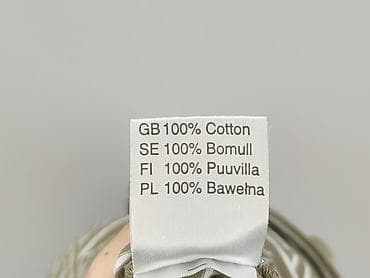 GB 100% Cotton
SE 100% Bomull
FI 100% Puuvilla
PL 100% Bawełna